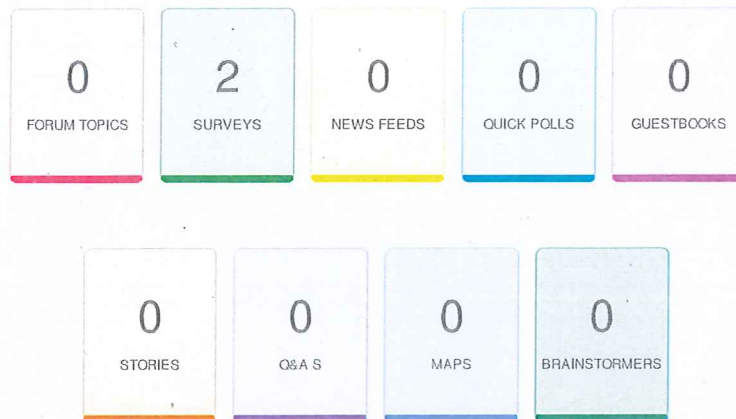 0 2 0 0 0
FORUM TOPICS SURVEYS NEWS FEEDS QUICK POLLS GUESTBOOKS
0 0 0 0
STORIES Q&A S MAPS BRAINSTORMERS